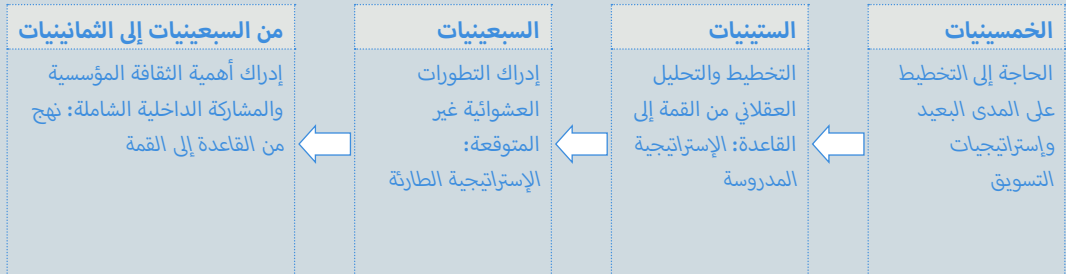 الخمسينيات
الحاجة إلى التخطيط
على المدى البعيد
وإستراتيجيات
التسويق
الستينيات
التخطيط والتحليل
العقلاني من القمة إلى
القاعدة: الإستراتيجية
المدروسة
السبعينيات
إدراك التطورات
العشوائية غير
المتوقعة:
الإستراتيجية الطارئة
من السبعينيات إلى الثمانينيات
إدراك أهمية الثقافة المؤسسية
والمشاركة الداخلية الشاملة: نهج
من القاعدة إلى القمة